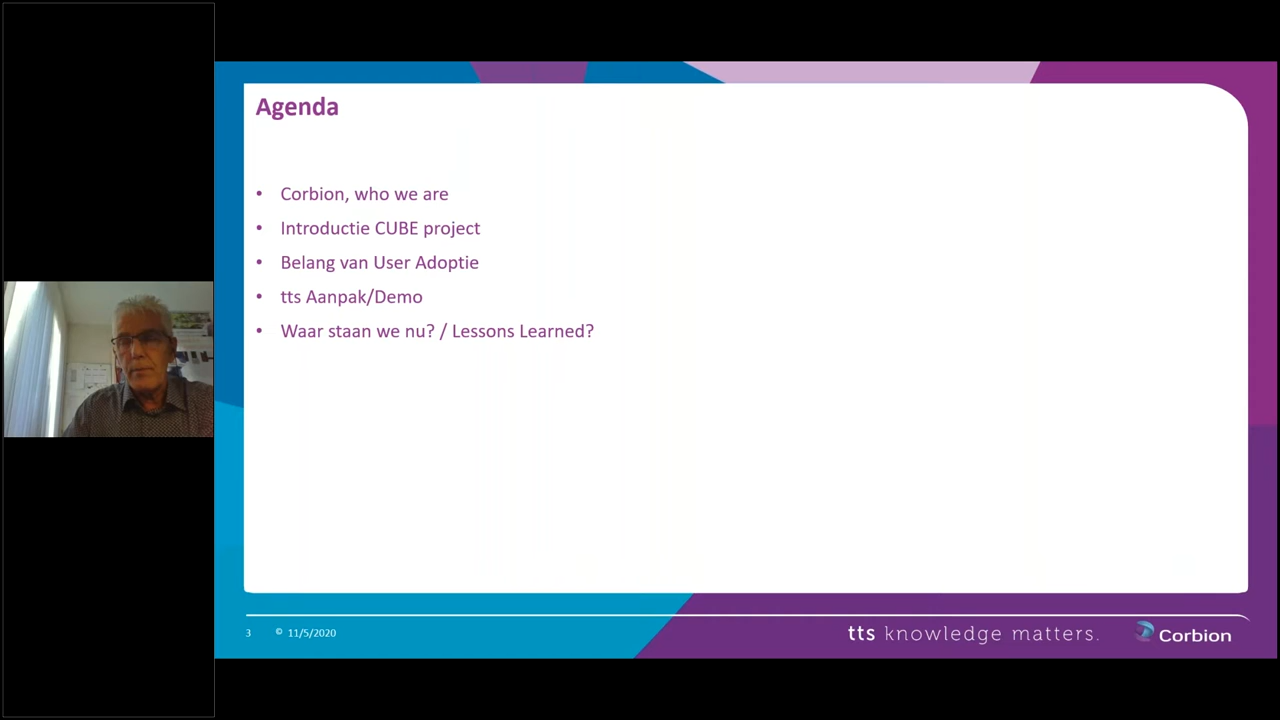 Agenda
• Corbion, who we are
• Introductie CUBE project
• Belang van User Adoptie
• tts Aanpak/Demo
• Waar staan we nu? / Lessons Learned?
3 © 11/5/2020
tts knowledge matters.
Corbion